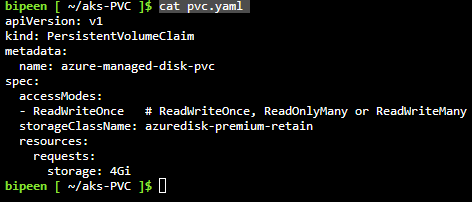 bipeen [ ~/aks-PVC ]$ cat pvc.yaml
apiVersion: v1
kind: PersistentVolumeClaim
metadata:
  name: azure-managed-disk-pvc
spec:
  accessModes:
  - ReadWriteOnce   # ReadWriteOnce, ReadOnlyMany or ReadWriteMany
  storageClassName: azuredisk-premium-retain
  resources:
    requests:
      storage: 4Gi
bipeen [ ~/aks-PVC ]$